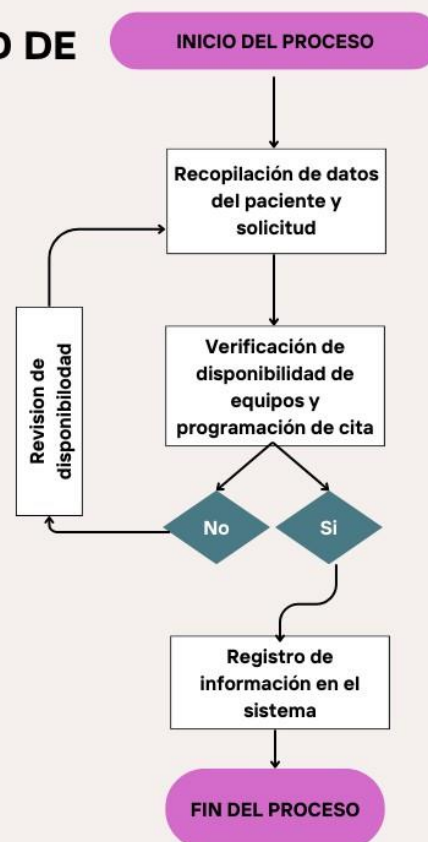 O DE
INICIO DEL PROCESO
Recopilación de datos
del paciente y
solicitud
Verificación de
disponibilidad de
equipos y
programación de cita
Revision de
disponibilodad
No
Si
Registro de
información en el
sistema
FIN DEL PROCESO